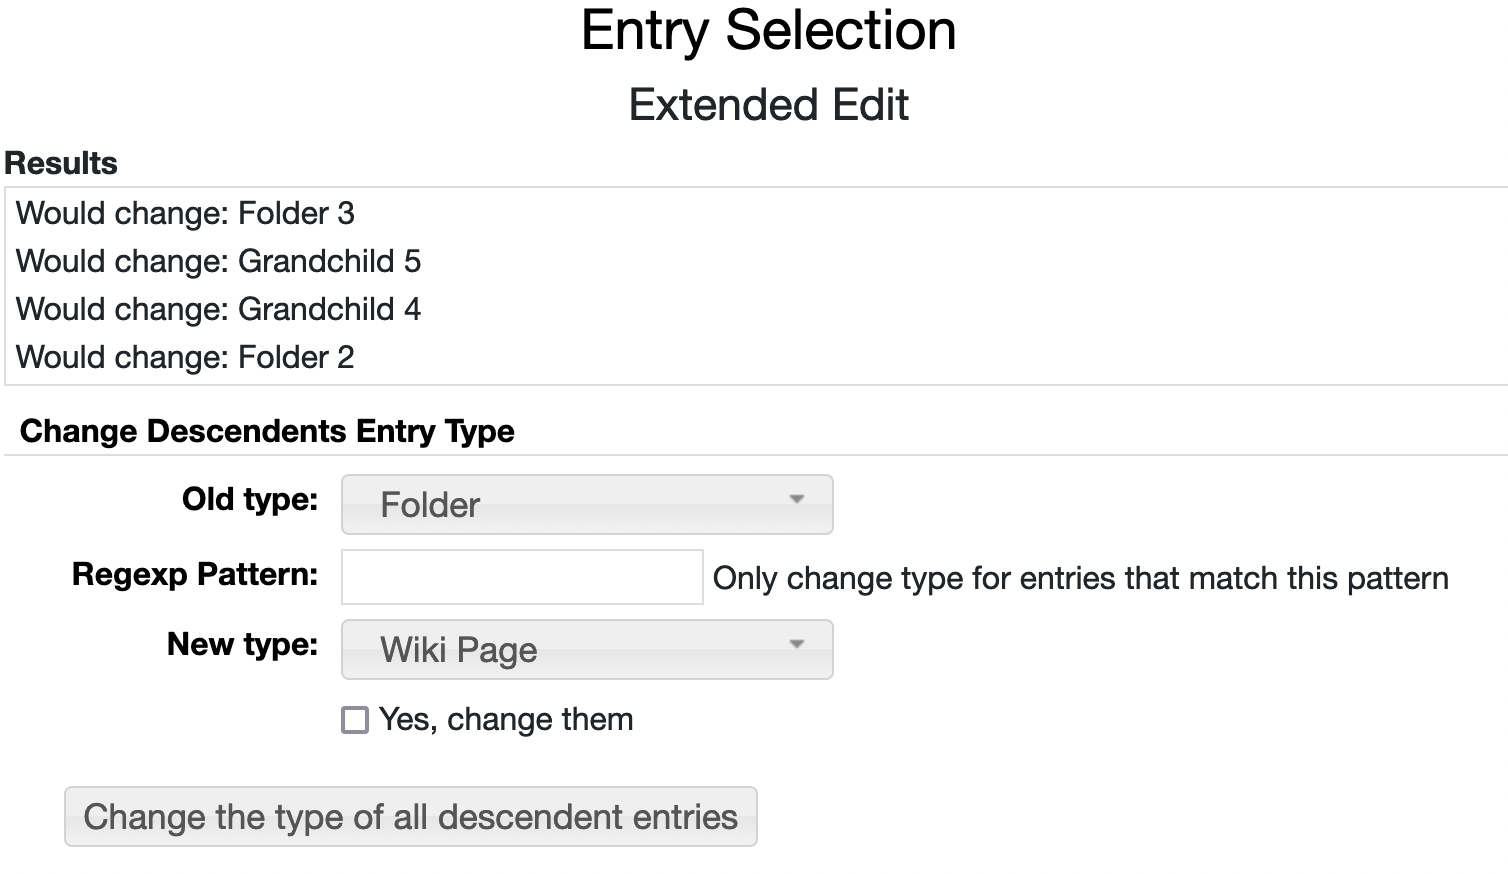 Entry Selection
Extended Edit
Results
Would change: Folder 3
Would change: Grandchild 5
Would change: Grandchild 4
Would change: Folder 2
Change Descendents Entry Type
Old type: Folder
Regexp Pattern: Only change type for entries that match this pattern
New type: Wiki Page
Yes, change them
Change the type of all descendent entries